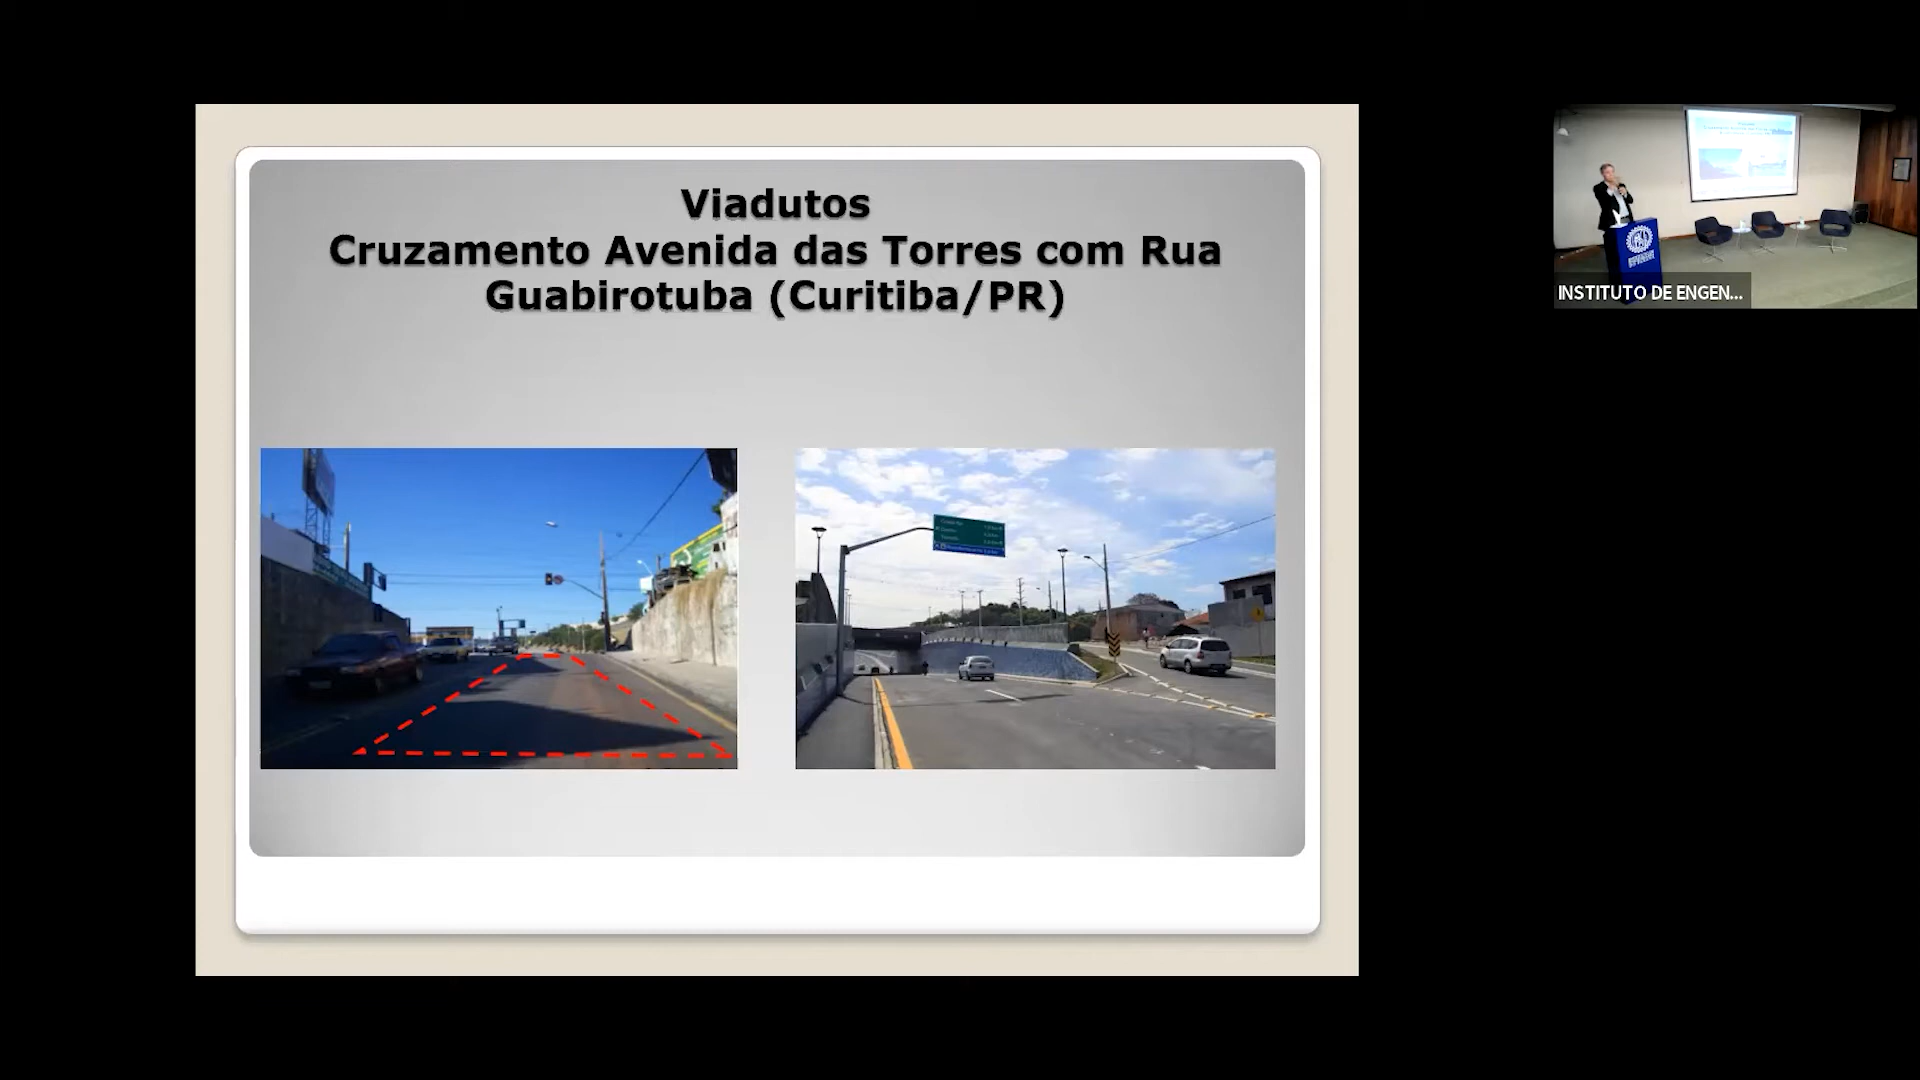 Viadutos
Cruzamento Avenida das Torres com Rua
Guabirotuba (Curitiba/PR)
INSTITUTO DE ENGEN...